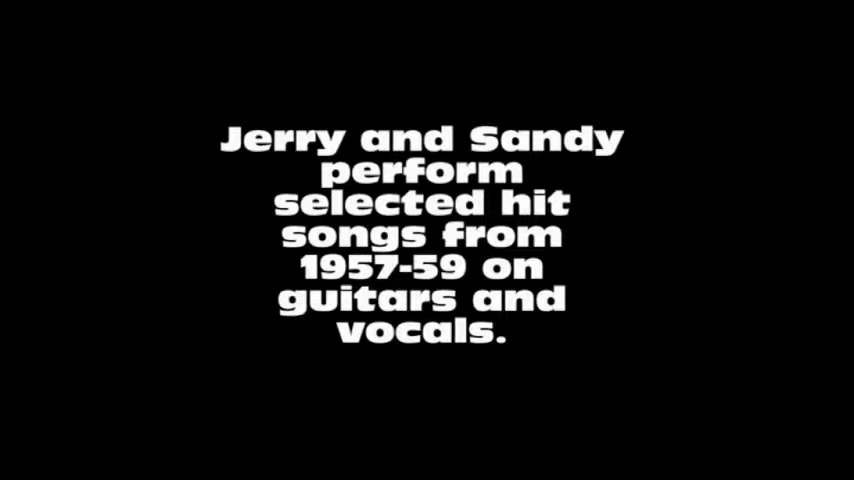 Jerry and Sandy
perform
selected hit
songs from
1957-59 on
guitars and
vocals.